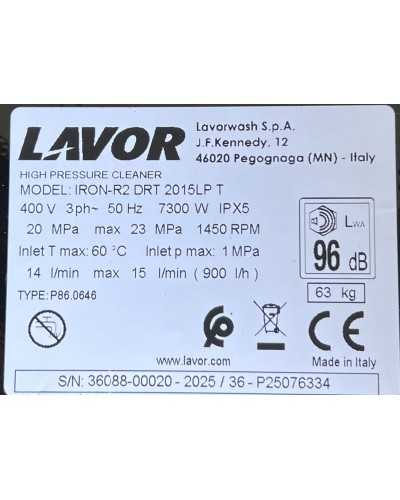 LAVOR
Lavorwash S.p.A.
J.F.Kennedy, 12
46020 Pegognaga (MN) - Italy
HIGH PRESSURE CLEANER
MODEL: IRON-R2 DRT 2015LP T
400 V 3ph~ 50 Hz 7300 W IPX5
20 MPa max 23 MPa 1450 RPM
Inlet T max: 60 °C Inlet p max: 1 MPa
14 l/min max 15 l/min ( 900 l/h )
LWA
96 dB
63 kg
TYPE: P86.0646
CE
www.lavor.com
Made in Italy
S/N: 36088-00020 - 2025 / 36 - P25076334